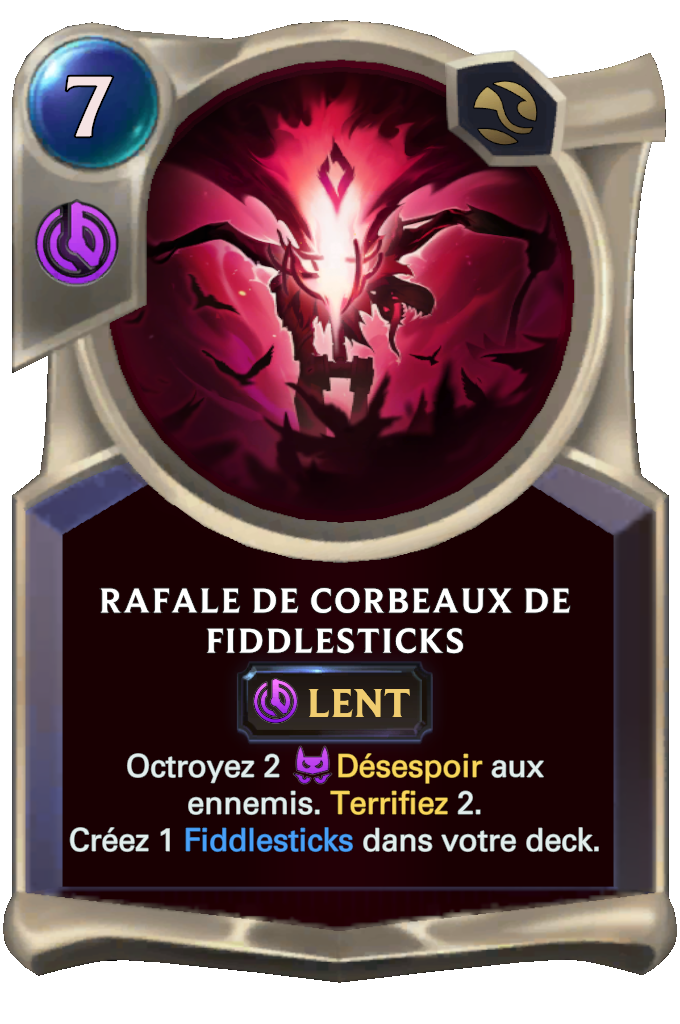 7
RAFALE DE CORBEAUX DE
FIDDLESTICKS
LENT
Octroyez 2 Désespoir aux
ennemis. Terrifiez 2.
Créez 1 Fiddlesticks dans votre deck.